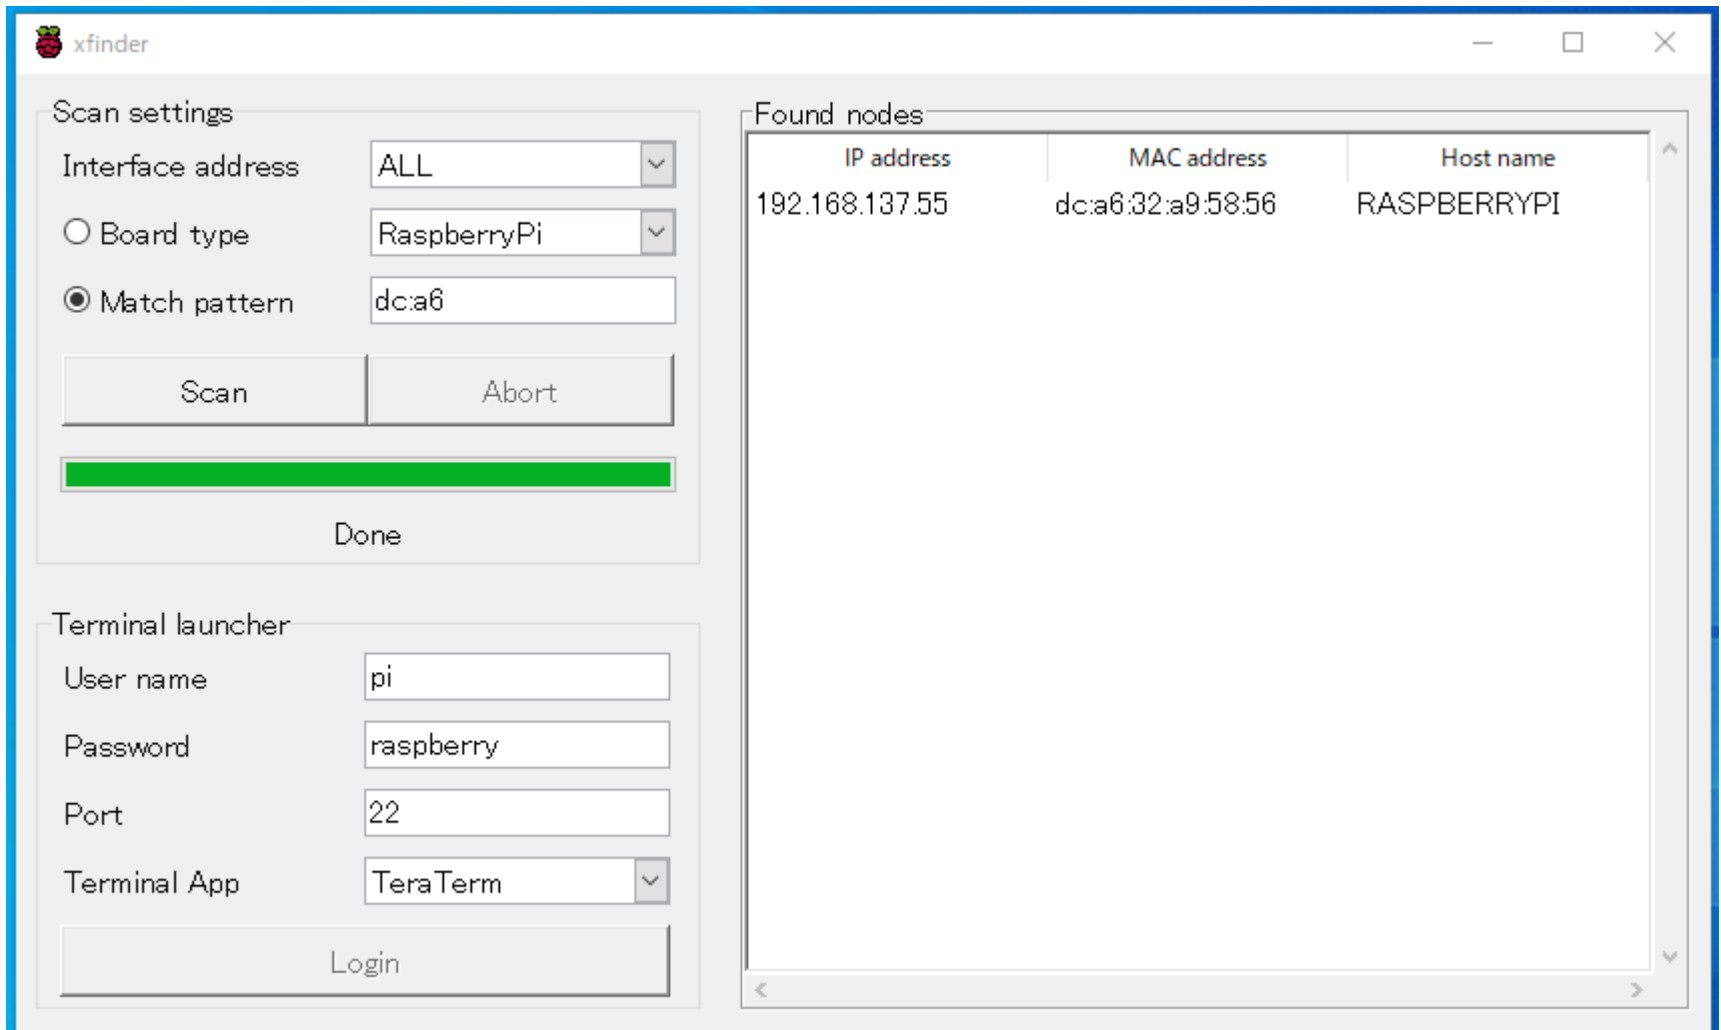 xfinder
Scan settings
Interface address ALL
Board type RaspberryPi
Match pattern dc:a6
Scan Abort
Done
Terminal launcher
User name pi
Password raspberry
Port 22
Terminal App TeraTerm
Login
Found nodes
IP address MAC address Host name
192.168.137.55 dc:a6:32:a9:58:56 RASPBERRYPI